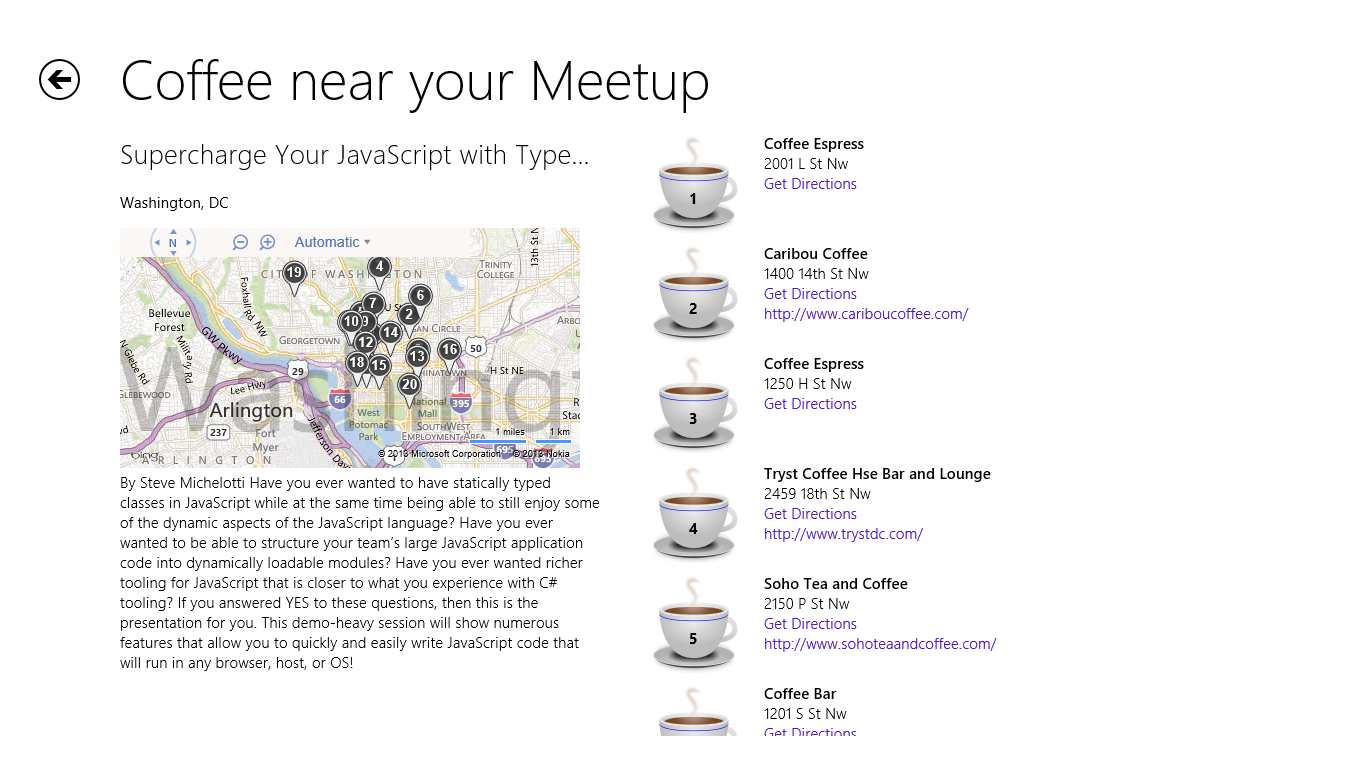 Coffee near your Meetup
Supercharge Your JavaScript with Type...
Washington, DC
N
Automatic
13th St N
CITY OF WASHINGTON
TRINITY
COLLEGE
19
4
Foxhall Rd. NW
6
7
2
Bellevue
Forest
10
9
14
GW Pkwy
GEORGETOWN
12
13
16
50
N Glebe Rd
Military Rd
18
15
CHINATOWN
H St NE
29
20
Lee Hwy
66
395
National
Mall
West
Potomac
Park
Arlington
237
Fort
Myer
SOUTHWEST
EMPLOYMENT AREA
1 miles
1 km
ARLINGTON
bing
1
695
© 2013 Microsoft Corporation
© 2013 Nokia
By Steve Michelotti Have you ever wanted to have statically typed
classes in JavaScript while at the same time being able to still enjoy some
of the dynamic aspects of the JavaScript language? Have you ever
wanted to be able to structure your team's large JavaScript application
code into dynamically loadable modules? Have you ever wanted richer
tooling for JavaScript that is closer to what you experience with C#
tooling? If you answered YES to these questions, then this is the
presentation for you. This demo-heavy session will show numerous
features that allow you to quickly and easily write JavaScript code that
will run in any browser, host, or OS!
1
Coffee Espress
2001 L St Nw
Get Directions
2
Caribou Coffee
1400 14th St Nw
Get Directions
http://www.cariboucoffee.com/
3
Coffee Espress
1250 H St Nw
Get Directions
4
Tryst Coffee Hse Bar and Lounge
2459 18th St Nw
Get Directions
http://www.trystdc.com/
5
Soho Tea and Coffee
2150 P St Nw
Get Directions
http://www.sohoteaandcoffee.com/
Coffee Bar
1201 S St Nw
Get Directions